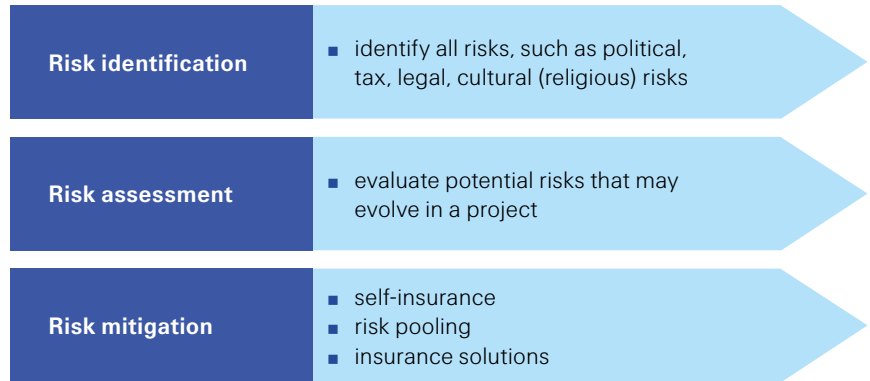 Risk identification
■ identify all risks, such as political,
tax, legal, cultural (religious) risks
Risk assessment
■ evaluate potential risks that may
evolve in a project
Risk mitigation
■ self-insurance
■ risk pooling
■ insurance solutions